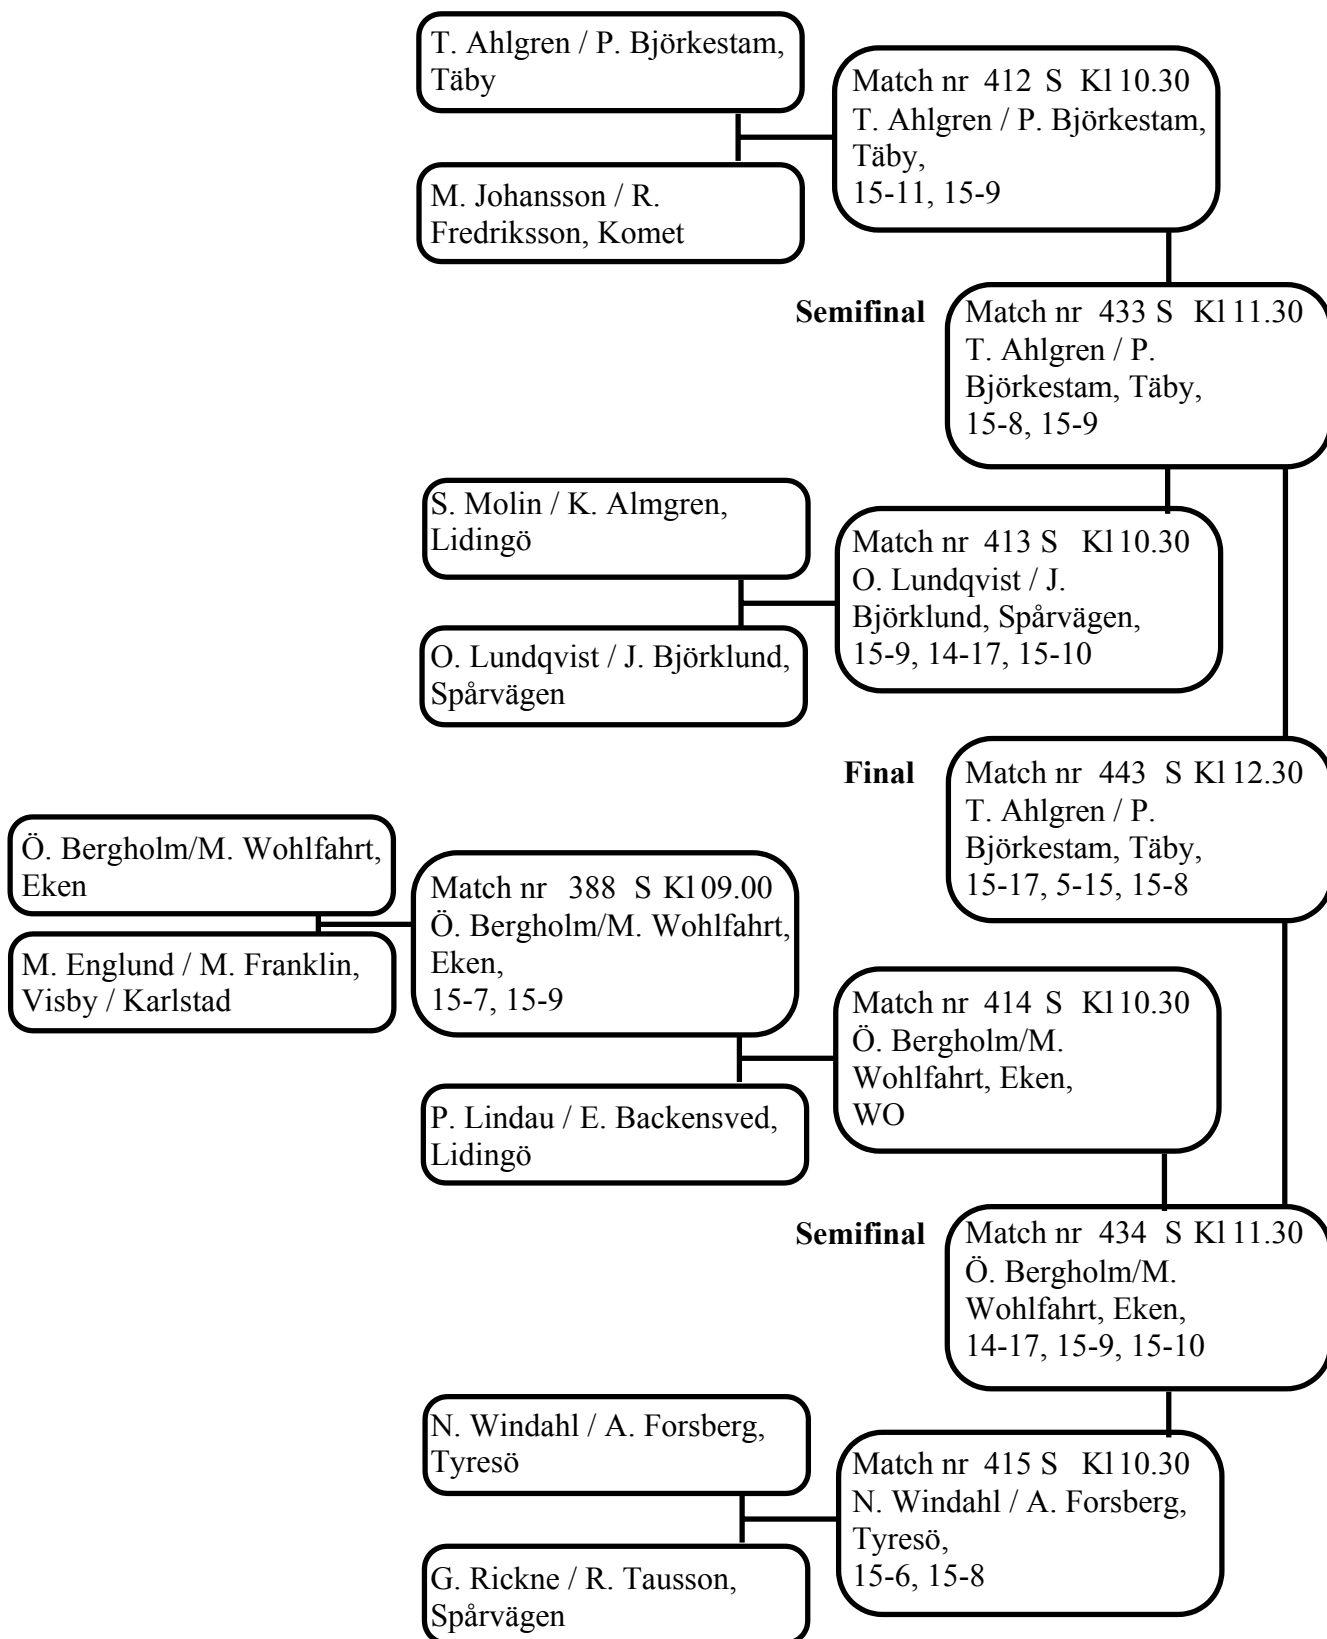 T. Ahlgren / P. Björkestam,
Täby
Match nr 412 S Kl 10.30
T. Ahlgren / P. Björkestam,
Täby,
15-11, 15-9
M. Johansson / R.
Fredriksson, Komet
Semifinal
Match nr 433 S Kl 11.30
T. Ahlgren / P.
Björkestam, Täby,
15-8, 15-9
S. Molin / K. Almgren,
Lidingö
Match nr 413 S Kl 10.30
O. Lundqvist / J.
Björklund, Spårvägen,
15-9, 14-17, 15-10
O. Lundqvist / J. Björklund,
Spårvägen
Final
Match nr 443 S Kl 12.30
T. Ahlgren / P.
Björkestam, Täby,
15-17, 5-15, 15-8
Ö. Bergholm/M. Wohlfahrt,
Eken
Match nr 388 S Kl 09.00
Ö. Bergholm/M. Wohlfahrt,
Eken,
15-7, 15-9
M. Englund / M. Franklin,
Visby / Karlstad
Match nr 414 S Kl 10.30
Ö. Bergholm/M.
Wohlfahrt, Eken,
WO
P. Lindau / E. Backensved,
Lidingö
Semifinal
Match nr 434 S Kl 11.30
Ö. Bergholm/M.
Wohlfahrt, Eken,
14-17, 15-9, 15-10
N. Windahl / A. Forsberg,
Tyresö
Match nr 415 S Kl 10.30
N. Windahl / A. Forsberg,
Tyresö,
15-6, 15-8
G. Rickne / R. Tausson,
Spårvägen